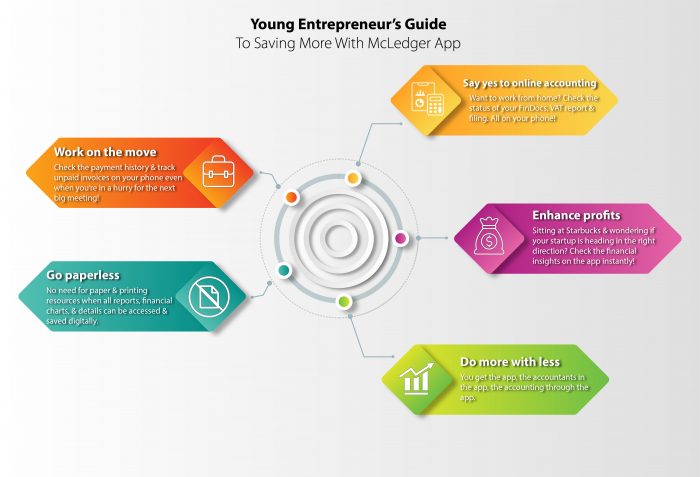 Young Entrepreneur's Guide
To Saving More With McLedger App
Say yes to online accounting
Want to work from home? Check the
status of your FinDocs, VAT report &
filing. All on your phone!
Work on the move
Check the payment history & track
unpaid invoices on your phone even
when you're in a hurry for the next
big meeting!
Enhance profits
Sitting at Starbucks & wondering if
your startup is heading in the right
direction? Check the financial
insights on the app instantly!
Go paperless
No need for paper & printing
resources when all reports, financial
charts, & details can be accessed &
saved digitally.
Do more with less
You get the app, the accountants in
the app, the accounting through the
app.